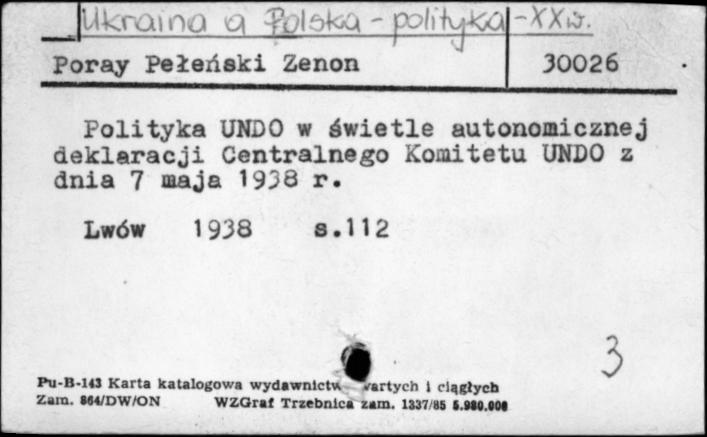 Ukraina a Polska - polityka - XX w.
Poray Pełeński Zenon 30026
Polityka UNDO w świetle autonomicznej
deklaracji Centralnego Komitetu UNDO z
dnia 7 maja 1938 r.
Lwów 1938 s.112
3
Pu-B-143 Karta katalogowa wydawnictw wartych i ciągłych
Zam. 864/DW/ON WZGraf Trzebnica zam. 1337/85 5.980.000